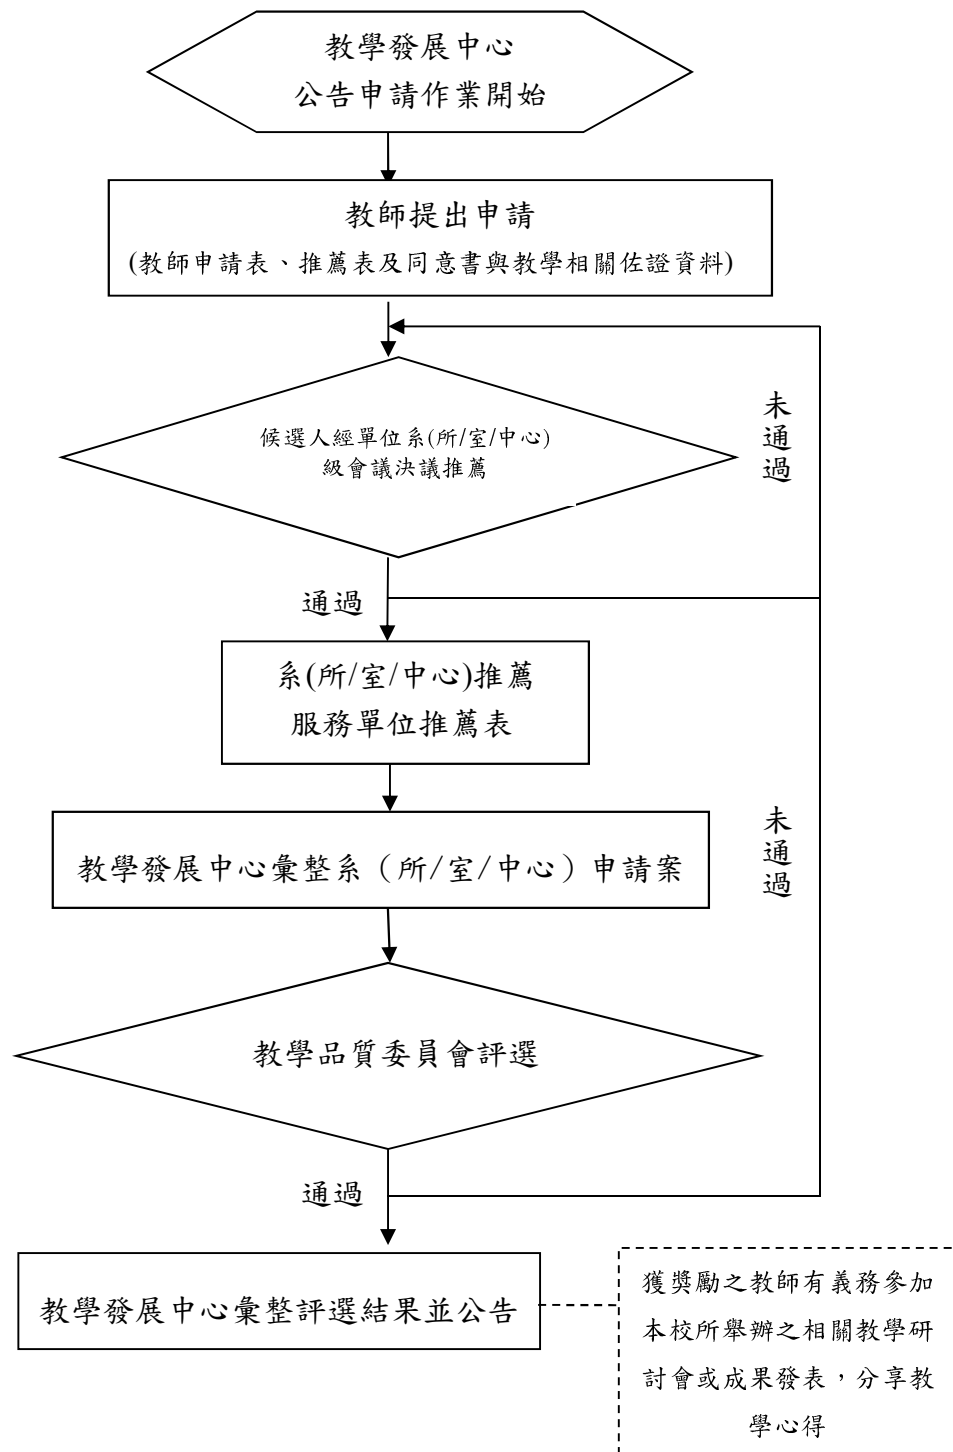 教學發展中心
公告申請作業開始
教師提出申請
(教師申請表、推薦表及同意書與教學相關佐證資料)
候選人經單位系(所/室/中心)
級會議決議推薦
未
通
過
通過
系(所/室/中心)推薦
服務單位推薦表
教學發展中心彙整系（所/室/中心）申請案
未
通
過
教學品質委員會評選
通過
教學發展中心彙整評選結果並公告
獲獎勵之教師有義務參加
本校所舉辦之相關教學研
討會或成果發表，分享教
學心得